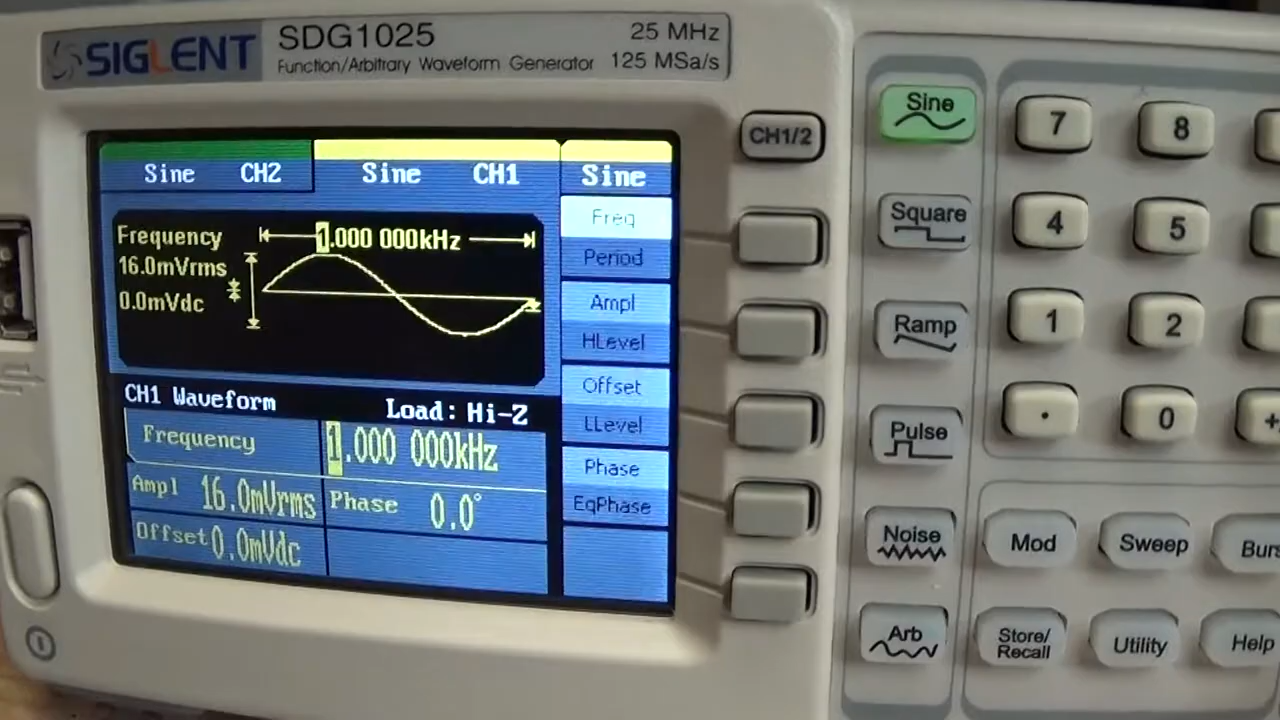 SIGLENT SDG1025 25 MHz
Function/Arbitrary Waveform Generator 125 MSa/s
Sine CH2 Sine CH1 Sine
Frequency 1.000 000kHz
16.0mVrms
0.0mVdc
CH1 Waveform Load: Hi-Z
Frequency 1.000 000kHz
Ampl 16.0mVrms Phase 0.0°
Offset 0.0mVdc
Freq
Period
Ampl
HLevel
Offset
LLevel
Phase
EqPhase
CH1/2
Sine
Square
Ramp
Pulse
Noise
Arb
7 8
4 5
1 2
. 0
Mod Sweep
Store/
Recall
Utility Help